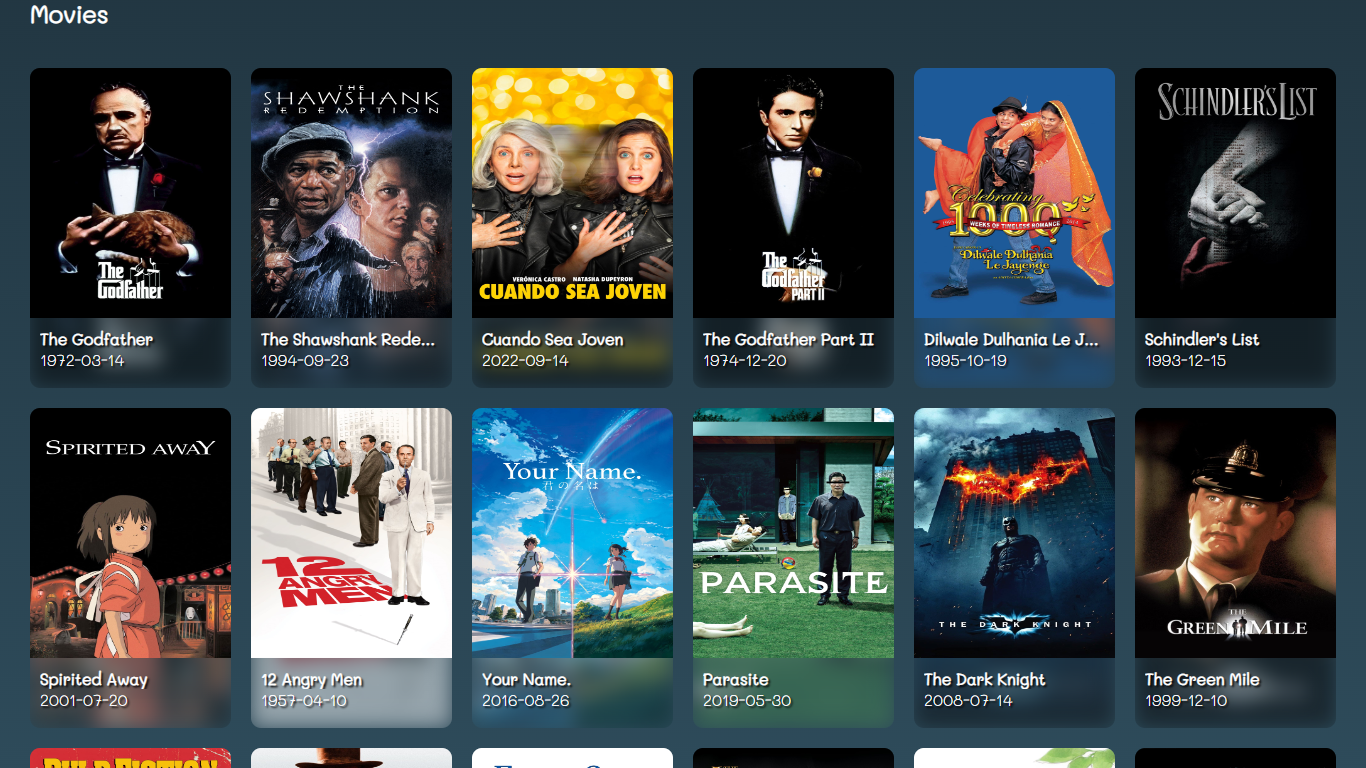 Movies
The
Godfather
THE
SHAWSHANK
REDEMPTION
VERÓNICA CASTRO NATASHA DUPEYRON
CUANDO SEA JOVEN
The
Godfather
PART II
Celebrating
1000
WEEKS OF TIMELESS ROMANCE
Dilwale Dulhania
Le Jayenge
SCHINDLER'S LIST
The Godfather
1972-03-14
The Shawshank Rede...
1994-09-23
Cuando Sea Joven
2022-09-14
The Godfather Part II
1974-12-20
Dilwale Dulhania Le J...
1995-10-19
Schindler's List
1993-12-15
SPIRITED AWAY
12
ANGRY
MEN
Your Name.
君の名は
PARASITE
THE DARK KNIGHT
THE
GREEN MILE
Spirited Away
2001-07-20
12 Angry Men
1957-04-10
Your Name.
2016-08-26
Parasite
2019-05-30
The Dark Knight
2008-07-14
The Green Mile
1999-12-10
PULP FICTION